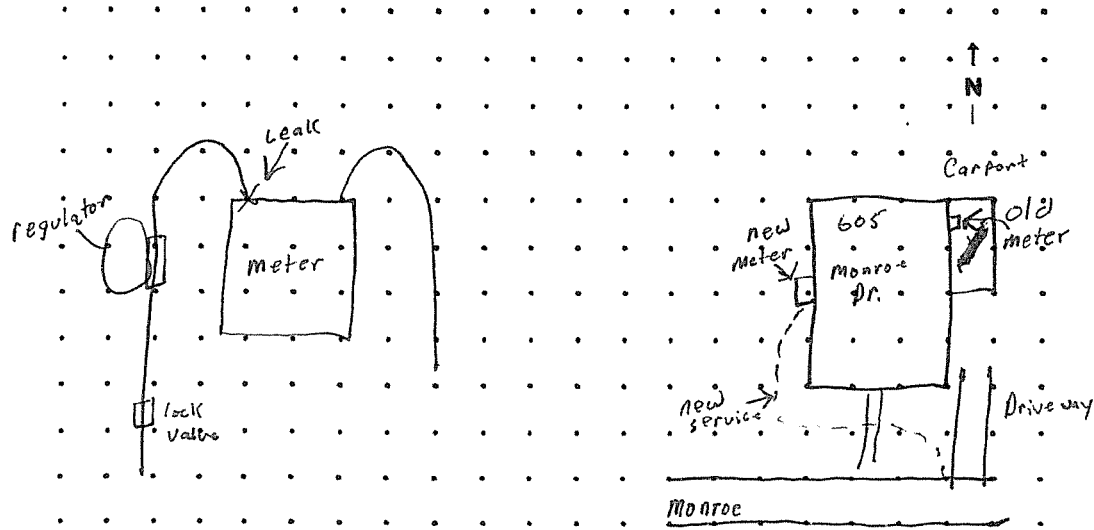 Leak
regulator
meter
lock
valve
N
Carport
605
Monroe
Dr.
old
meter
new
meter
new
service
Driveway
Monroe